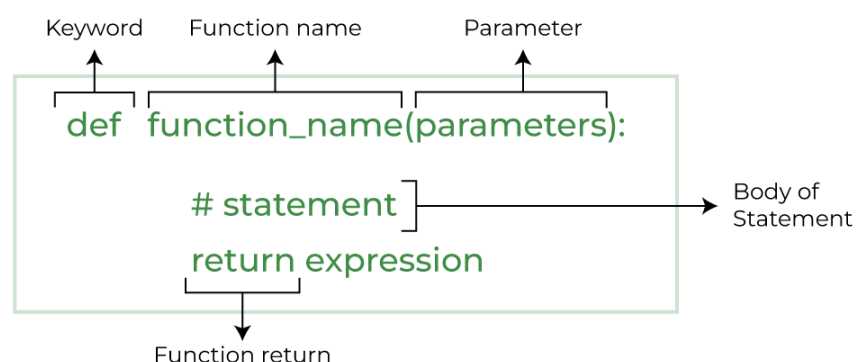 Keyword Function name Parameter
def function_name(parameters):
# statement
Body of
Statement
return expression
Function return